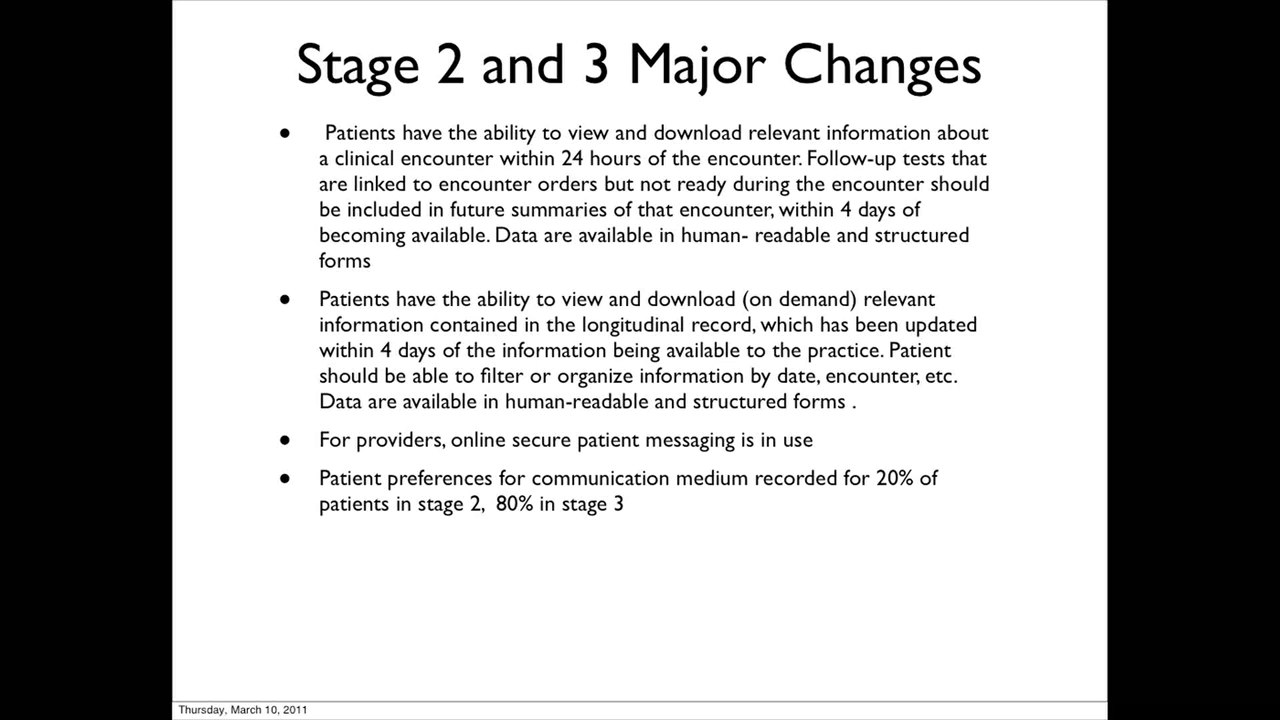 Stage 2 and 3 Major Changes
• Patients have the ability to view and download relevant information about
a clinical encounter within 24 hours of the encounter. Follow-up tests that
are linked to encounter orders but not ready during the encounter should
be included in future summaries of that encounter, within 4 days of
becoming available. Data are available in human- readable and structured
forms
• Patients have the ability to view and download (on demand) relevant
information contained in the longitudinal record, which has been updated
within 4 days of the information being available to the practice. Patient
should be able to filter or organize information by date, encounter, etc.
Data are available in human-readable and structured forms .
• For providers, online secure patient messaging is in use
• Patient preferences for communication medium recorded for 20% of
patients in stage 2,  80% in stage 3
Thursday, March 10, 2011